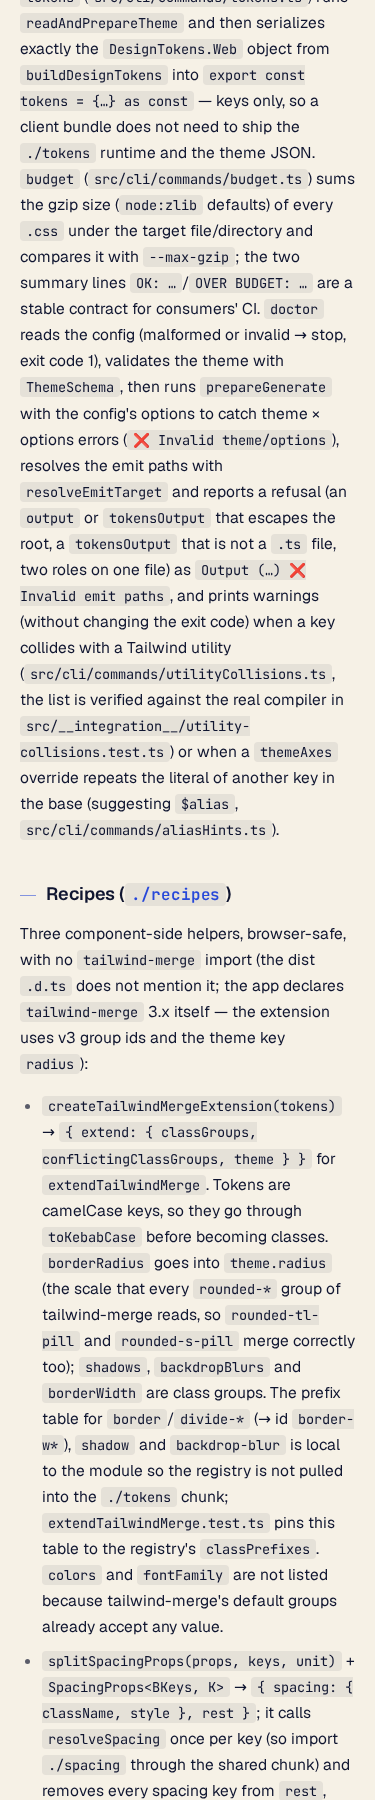 readAndPrepareTheme and then serializes
exactly the DesignTokens.Web object from
buildDesignTokens into export const
tokens = {…} as const — keys only, so a
client bundle does not need to ship the
./tokens runtime and the theme JSON.
budget ( src/cli/commands/budget.ts ) sums
the gzip size ( node:zlib defaults) of every
.css under the target file/directory and
compares it with --max-gzip ; the two
summary lines OK: … / OVER BUDGET: … are a
stable contract for consumers' CI. doctor
reads the config (malformed or invalid → stop,
exit code 1), validates the theme with
ThemeSchema , then runs prepareGenerate
with the config's options to catch theme ×
options errors ( ❌ Invalid theme/options ),
resolves the emit paths with
resolveEmitTarget and reports a refusal (an
output or tokensOutput that escapes the
root, a tokensOutput that is not a .ts file,
two roles on one file) as Output (…) ❌
Invalid emit paths , and prints warnings
(without changing the exit code) when a key
collides with a Tailwind utility
( src/cli/commands/utilityCollisions.ts ,
the list is verified against the real compiler in
src/__integration__/utility-
collisions.test.ts ) or when a themeAxes
override repeats the literal of another key in
the base (suggesting $alias ,
src/cli/commands/aliasHints.ts ).
— Recipes ( ./recipes )
Three component-side helpers, browser-safe,
with no tailwind-merge import (the dist
.d.ts does not mention it; the app declares
tailwind-merge 3.x itself — the extension
uses v3 group ids and the theme key
radius ):
• createTailwindMergeExtension(tokens)
→ { extend: { classGroups,
conflictingClassGroups, theme } } for
extendTailwindMerge . Tokens are
camelCase keys, so they go through
toKebabCase before becoming classes.
borderRadius goes into theme.radius
(the scale that every rounded-* group of
tailwind-merge reads, so rounded-tl-
pill and rounded-s-pill merge correctly
too); shadows , backdropBlurs and
borderWidth are class groups. The prefix
table for border / divide-* (→ id border-
w* ), shadow and backdrop-blur is local
to the module so the registry is not pulled
into the ./tokens chunk;
extendTailwindMerge.test.ts pins this
table to the registry's classPrefixes .
colors and fontFamily are not listed
because tailwind-merge's default groups
already accept any value.
• splitSpacingProps(props, keys, unit) +
SpacingProps<BKeys, K> → { spacing: {
className, style }, rest } ; it calls
resolveSpacing once per key (so import
./spacing through the shared chunk) and
removes every spacing key from rest ,